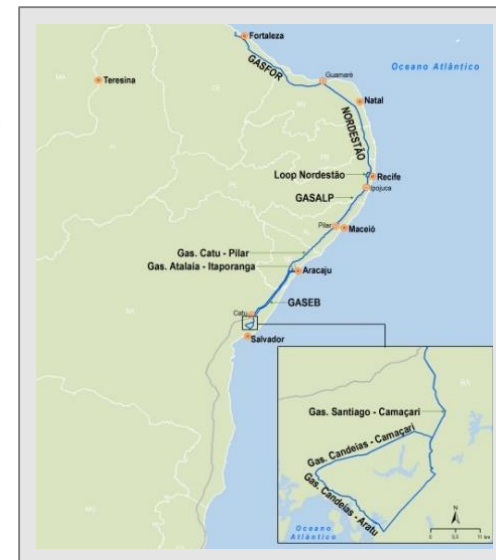 Fortaleza
GASFOR
Guamaré
Oceano Atlântico
Teresina
Natal
NORDESTÃO
Loop Nordestão
Recife
Ipojuca
GASALP
Pilar
Maceió
Gas. Catu - Pilar
Gas. Atalaia - Itaporanga
Aracaju
GASEB
Catu
Salvador
Gas. Santiago - Camaçari
Gas. Candeias - Camaçari
Gas. Candeias - Aratu
N
Oceano
Atlântico